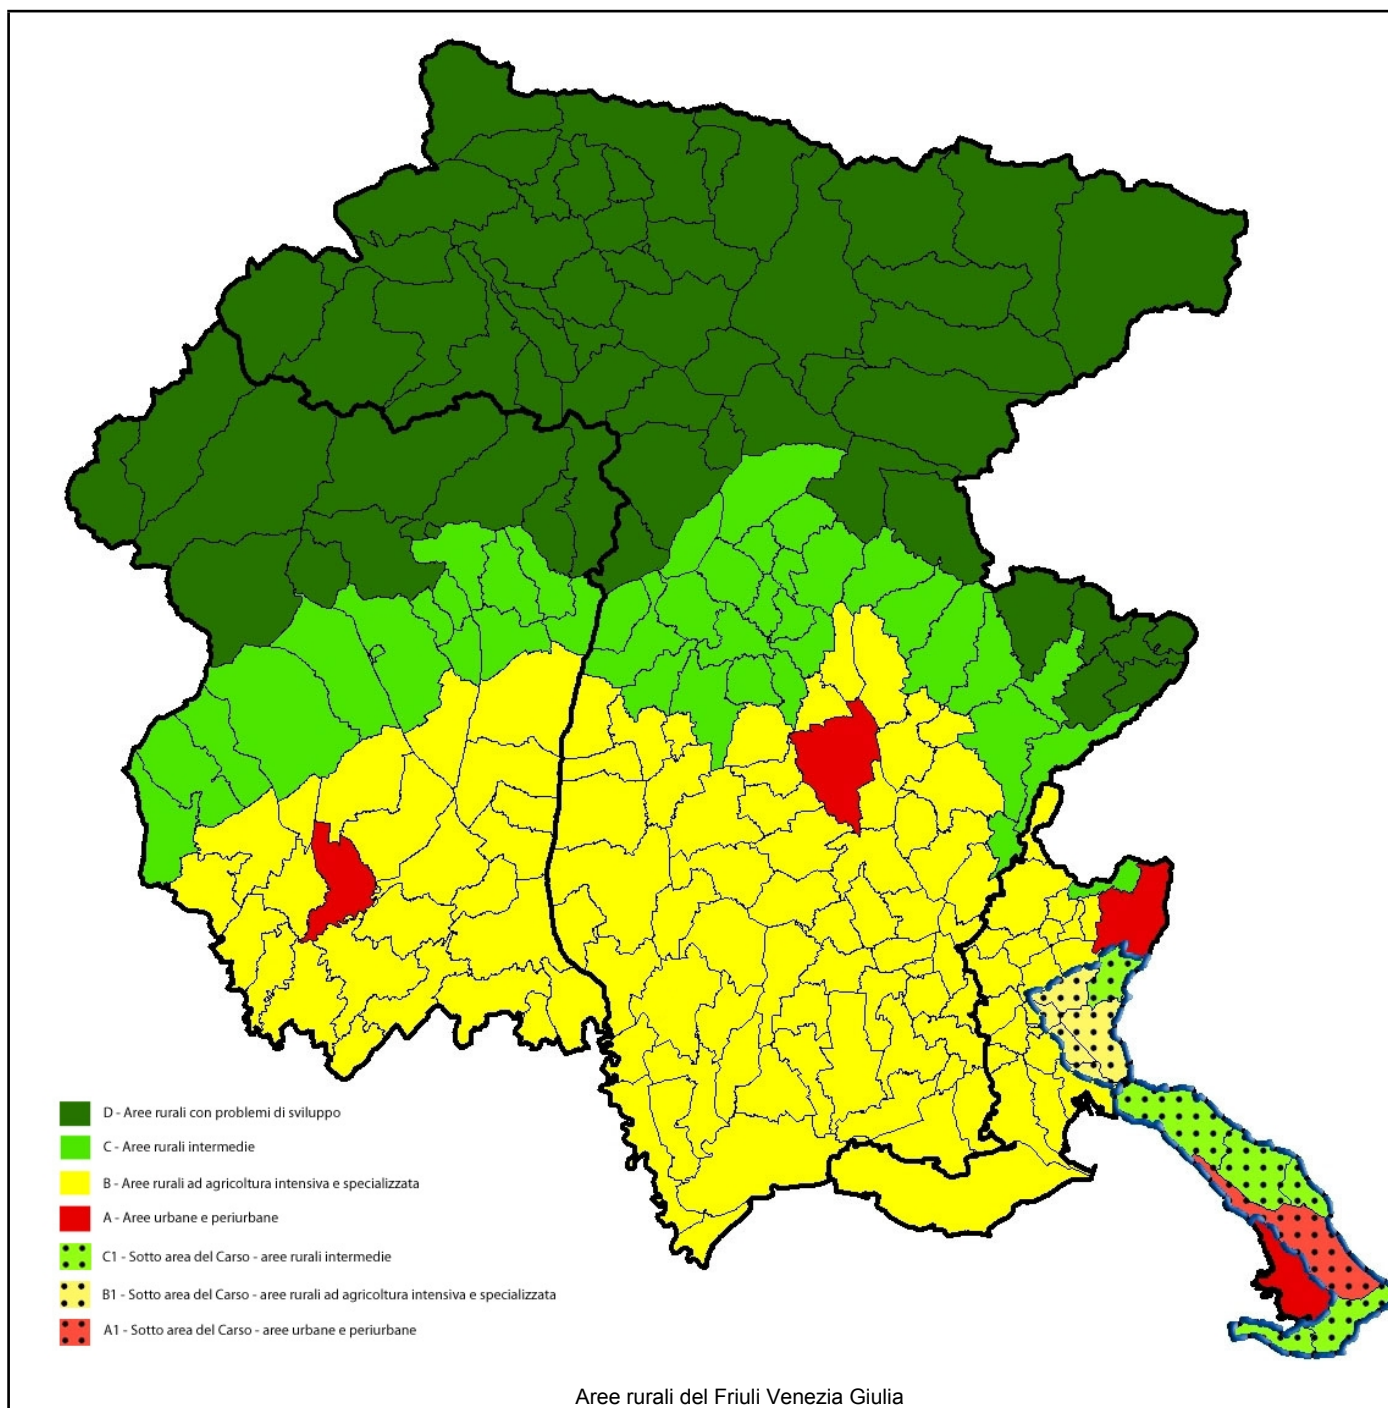 D - Aree rurali con problemi di sviluppo
C - Aree rurali intermedie
B - Aree rurali ad agricoltura intensiva e specializzata
A - Aree urbane e periurbane
C1 - Sotto area del Carso - aree rurali intermedie
B1 - Sotto area del Carso - aree rurali ad agricoltura intensiva e specializzata
A1 - Sotto area del Carso - aree urbane e periurbane
Aree rurali del Friuli Venezia Giulia